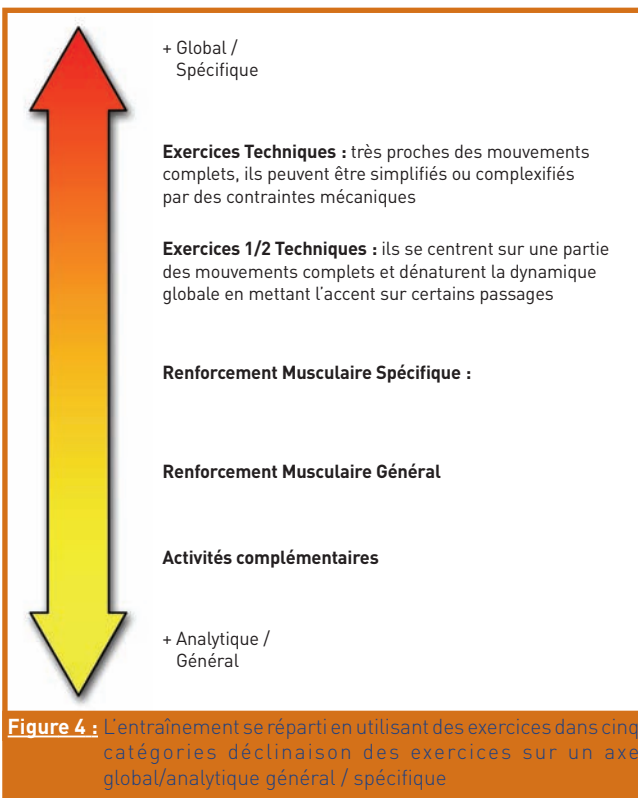 + Global /
Spécifique
Exercices Techniques : très proches des mouvements
complets, ils peuvent être simplifiés ou complexifiés
par des contraintes mécaniques
Exercices 1/2 Techniques : ils se centrent sur une partie
des mouvements complets et dénaturent la dynamique
globale en mettant l'accent sur certains passages
Renforcement Musculaire Spécifique :
Renforcement Musculaire Général
Activités complémentaires
+ Analytique /
Général
Figure 4 : L'entraînement se réparti en utilisant des exercices dans cinq
catégories déclinaison des exercices sur un axe
global/analytique général / spécifique